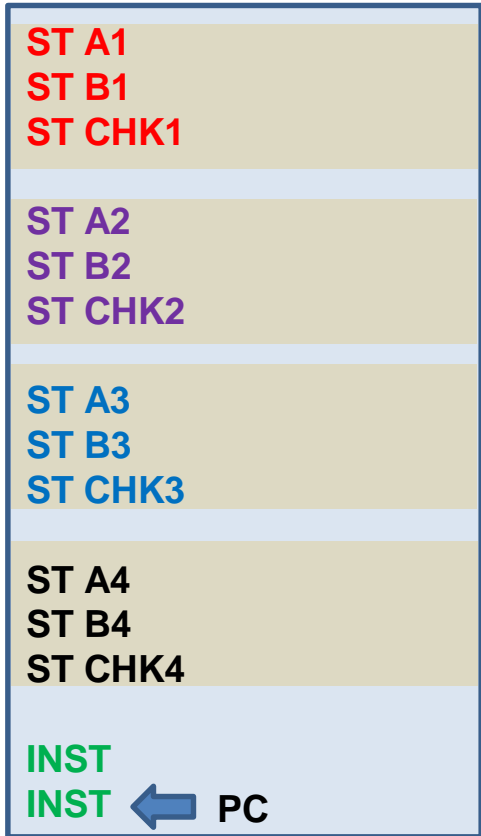 ST A1
ST B1
ST CHK1
ST A2
ST B2
ST CHK2
ST A3
ST B3
ST CHK3
ST A4
ST B4
ST CHK4
INST
INST PC